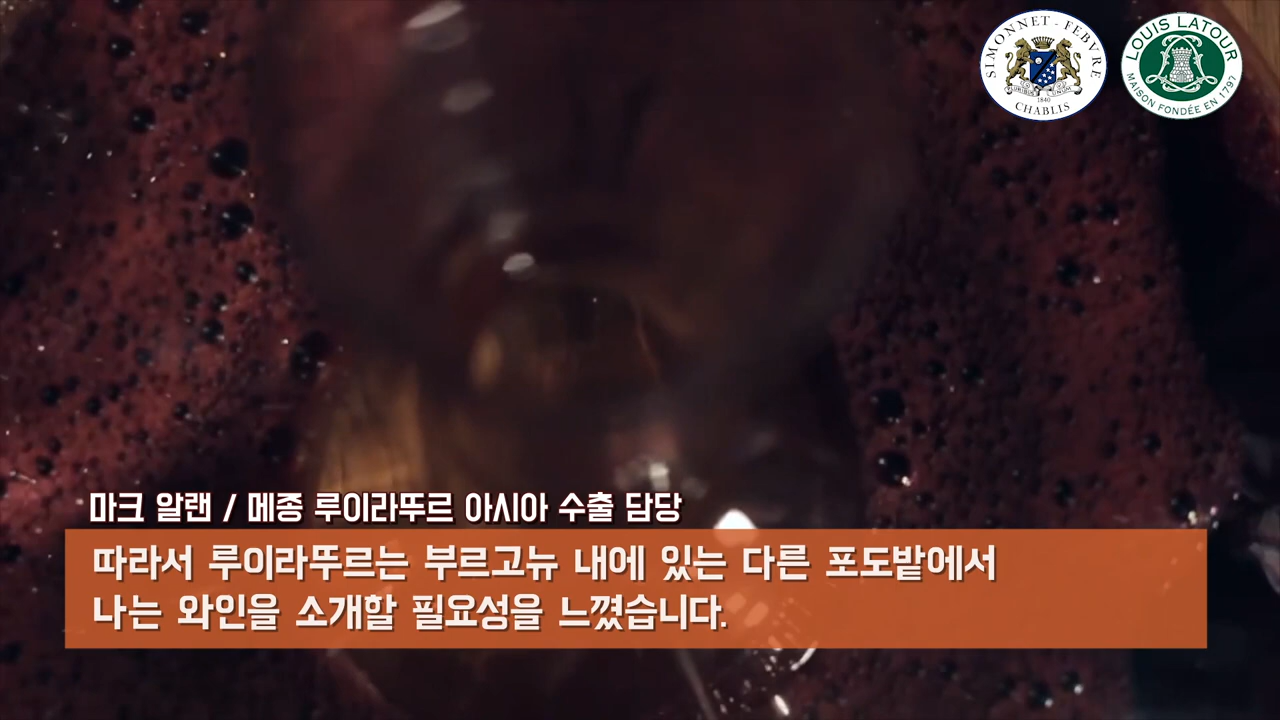 SIMONNET-FEBVRE
1840
CHABLIS
LOUIS LATOUR
MAISON FONDÉE EN 1797
마크 알랜 / 메종 루이라뚜르 아시아 수출 담당
따라서 루이라뚜르는 부르고뉴 내에 있는 다른 포도밭에서
나는 와인을 소개할 필요성을 느꼈습니다.